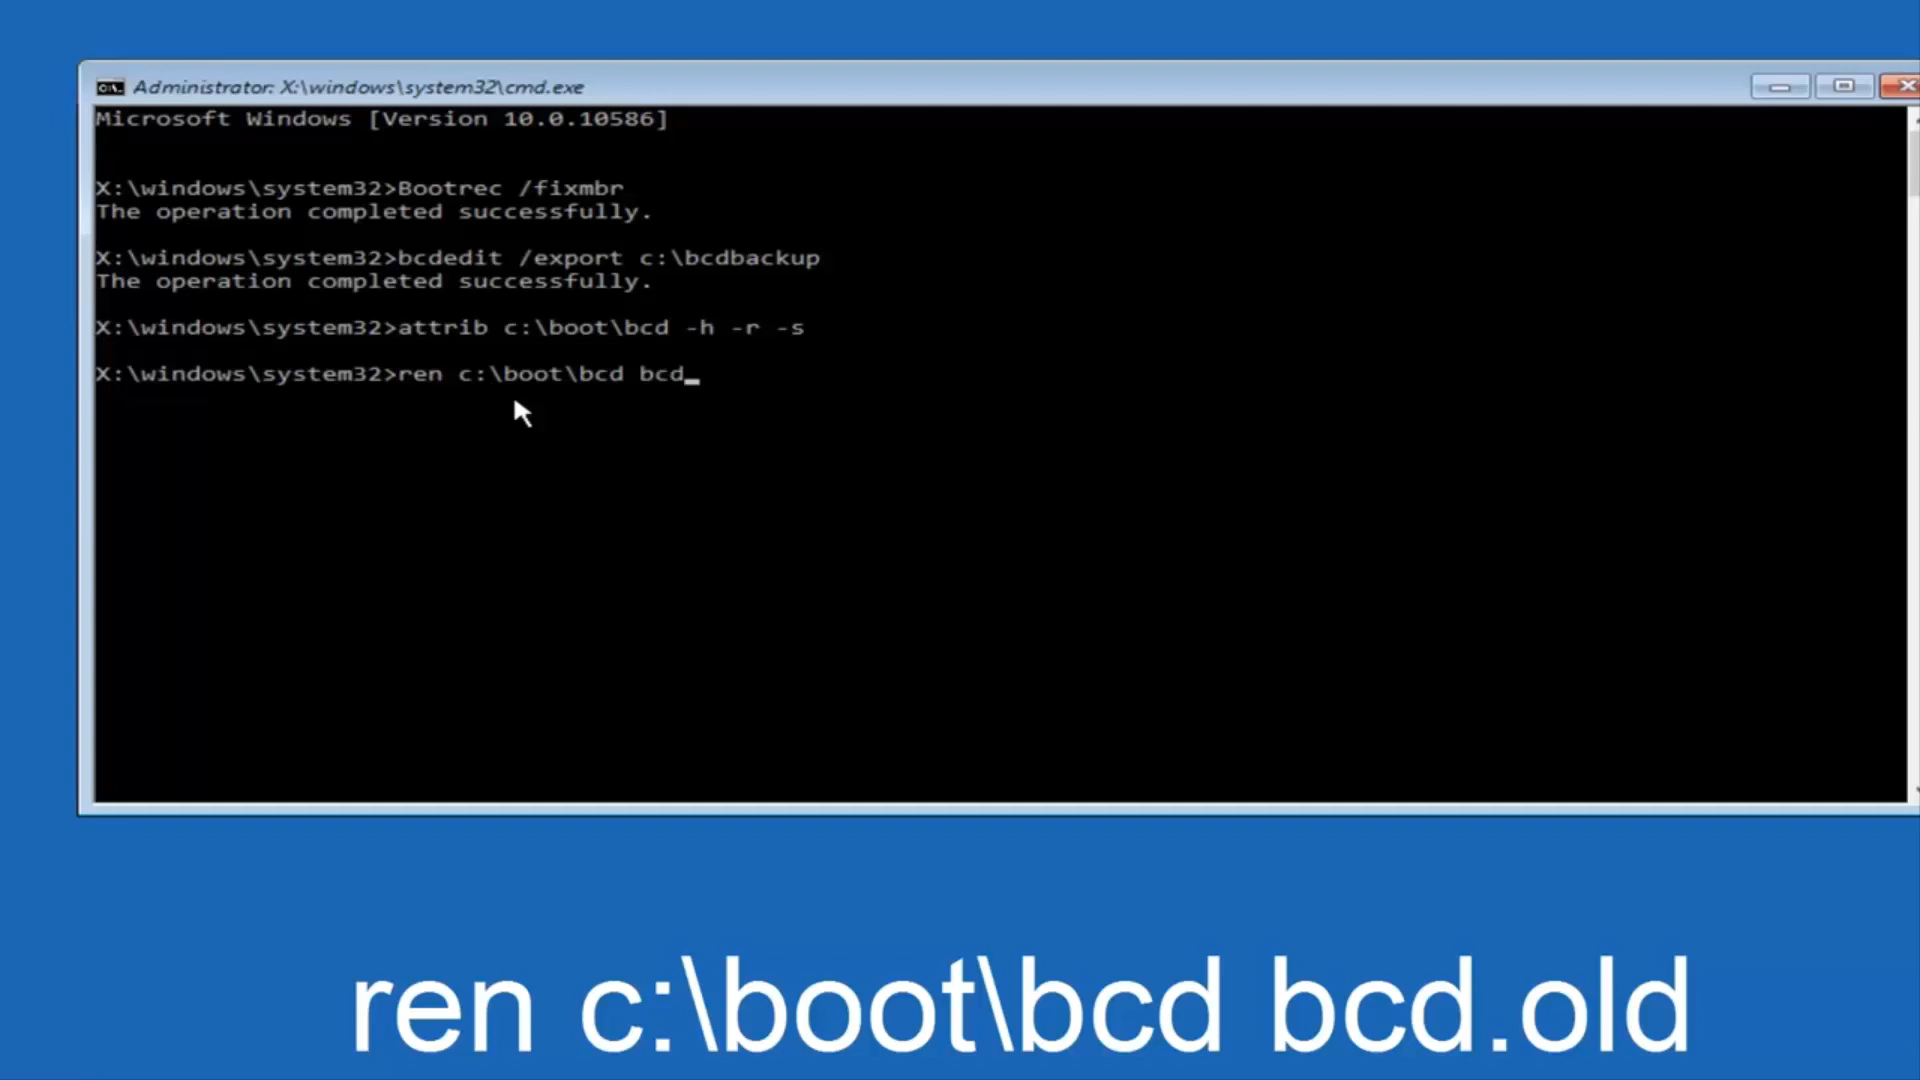 Administrator: X:\windows\system32\cmd.exe
Microsoft Windows [Version 10.0.10586]
X:\windows\system32>Bootrec /fixmbr
The operation completed successfully.
X:\windows\system32>bcdedit /export c:\bcdbackup
The operation completed successfully.
X:\windows\system32>attrib c:\boot\bcd -h -r -s
X:\windows\system32>ren c:\boot\bcd bcd_
ren c:\boot\bcd bcd.old